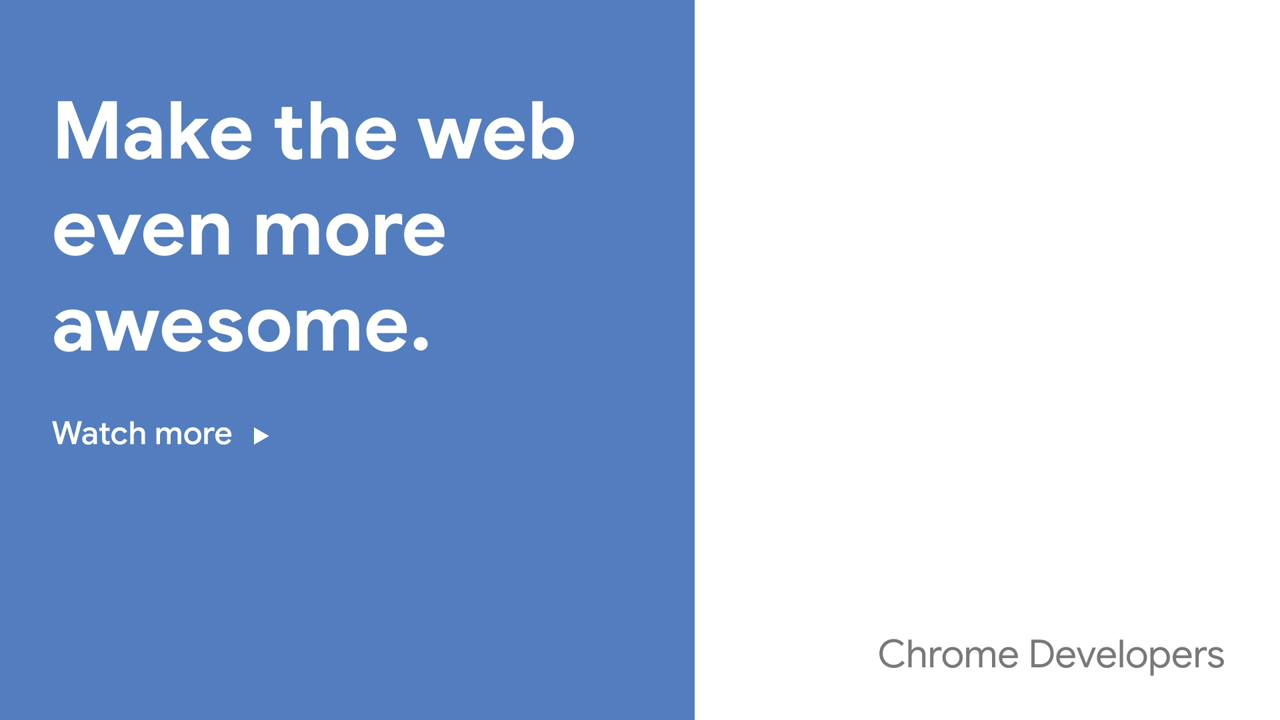 Make the web
even more
awesome.
Watch more
Chrome Developers